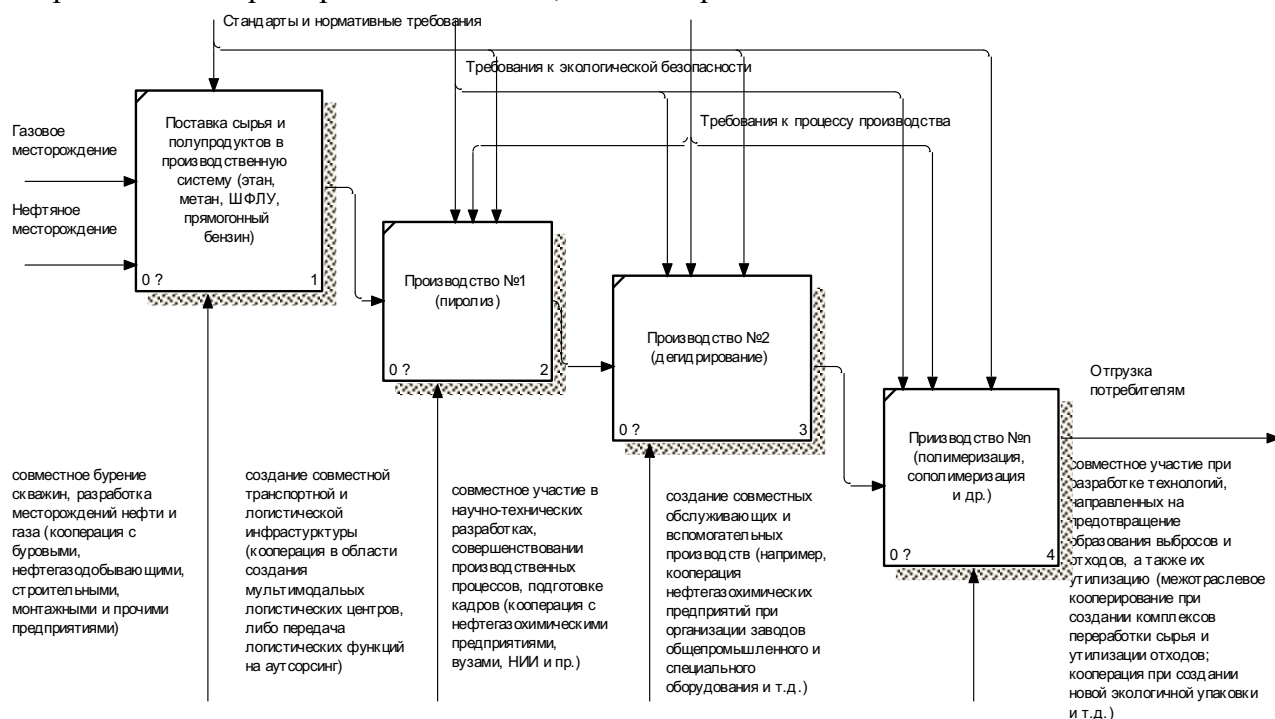 Стандарты и нормативные требования
Требования к экологической безопасности
Требования к процессу производства
Газовое
месторождение
Нефтяное
месторождение
Поставка сырья и
полупродуктов в
производственную
систему (этан,
метан, ШФЛУ,
прямогонный
бензин)
0 ?
1
Производство №1
(пиролиз)
0 ?
2
Производство №2
(дегидрирование)
0 ?
3
Приизводство №n
(полимеризация,
сополимеризация
и др.)
0 ?
4
Отгрузка
потребителям
совместное бурение
скважин, разработка
месторождений нефти и
газа (кооперация с
буровыми,
нефтегазодобывающими,
строительными,
монтажными и прочими
предприятиями)
создание совместной
транспортной и
логистической
инфрастурктуры
(кооперация в области
создания
мультимодалых
логистических центров,
либо передача
логистических функций
на аутсорсинг)
совместное участие в
научно-технических
разработках,
совершенствовании
производственных
процессов, подготовке
кадров (кооперация с
нефтегазохимическими
предприятиями,
вузами, НИИ и пр.)
создание совместных
обслуживающих и
вспомогательных
производств (например,
кооперация
нефтегазохимических
предприятий при
организации заводов
общепромышленного и
специального
оборудования и т.д.)
совместное участие при
разработке технологий,
направленных на
предотвращение
образования выбросов и
отходов, а также их
утилизацию (межотраслевое
кооперирование при
создании комплексов
переработки сырья и
утилизации отходов;
кооперация при создании
новой экологичной упаковки
и т.д.)